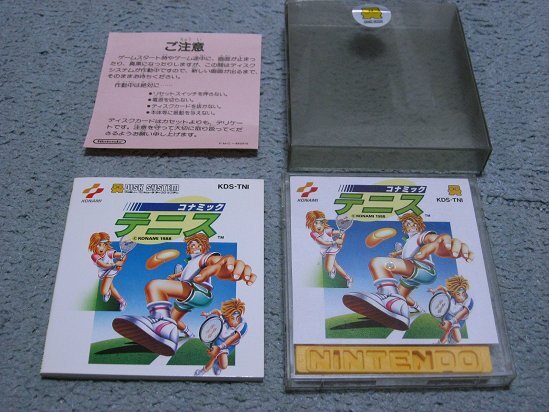 ご注意
ゲームスタート時やゲーム途中に、画面が止まっ
たり、真黒になったりしますが、この間はディスク
システムが作動中ですので、新しい画面が出るまで、
そのままお待ちください。
作動中は絶対に……
●リセットスイッチを押さない。
●電源を切らない。
●ディスクカードを抜かない。
●本体等に振動を与えない。
ディスクカードはカセットよりも、デリケー
トです。注意を守って大切に取り扱ってくだ
さるようお願い申し上げます。
Nintendo
KONAMI
DISK SYSTEM
KDS-TNI
コナミック
テニス
© KONAMI 1988
TM
KONAMI
KDS-TNI
コナミック
テニス
© KONAMI 1988
TM
NINTENDO